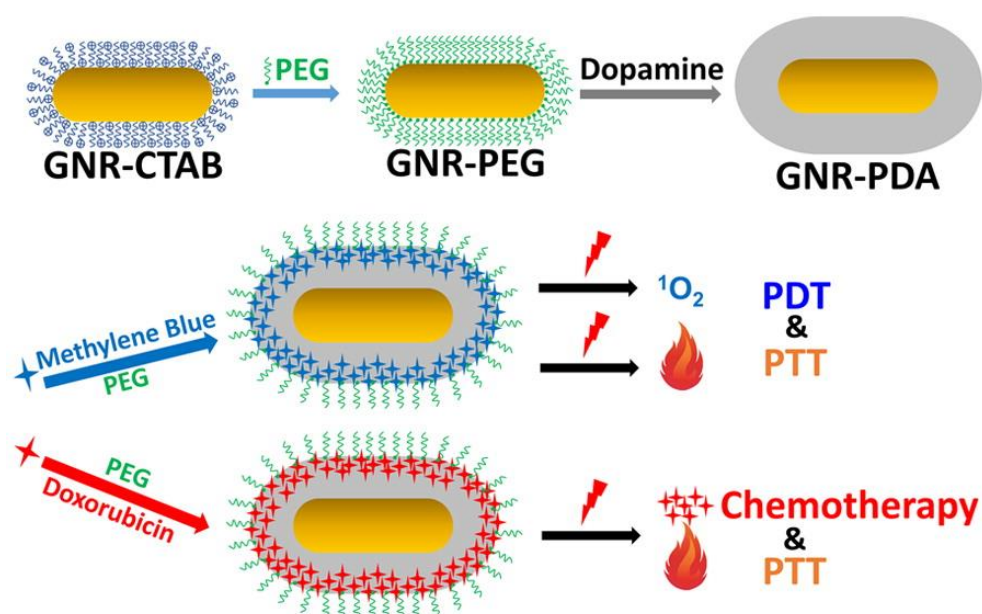 PEG
Dopamine
GNR-CTAB
GNR-PEG
GNR-PDA
Methylene Blue
PEG
¹O₂
PDT
&
PTT
PEG
Doxorubicin
Chemotherapy
&
PTT